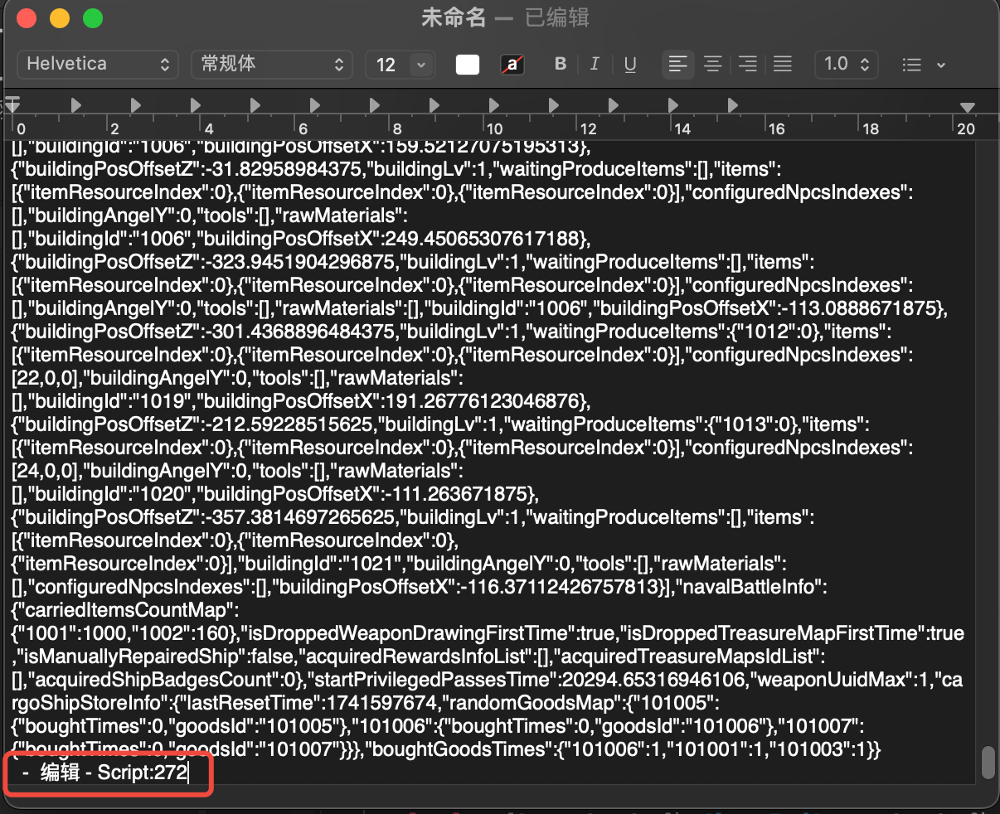 未命名 — 已编辑
Helvetica 常规体 12 a B I U 1.0
0 2 4 6 8 10 12 14 16 18 20
[],"buildingId":"1006","buildingPosOffsetX":159.52127075195313},
{"buildingPosOffsetZ":-31.82958984375,"buildingLv":1,"waitingProduceItems":[],"items":
[{"itemResourceIndex":0},{"itemResourceIndex":0},{"itemResourceIndex":0}],"configuredNpcsIndexes":
[],"buildingAngelY":0,"tools":[],"rawMaterials":
[],"buildingId":"1006","buildingPosOffsetX":249.45065307617188},
{"buildingPosOffsetZ":-323.9451904296875,"buildingLv":1,"waitingProduceItems":[],"items":
[{"itemResourceIndex":0},{"itemResourceIndex":0},{"itemResourceIndex":0}],"configuredNpcsIndexes":
[],"buildingAngelY":0,"tools":[],"rawMaterials":[],"buildingId":"1006","buildingPosOffsetX":-113.0888671875},
{"buildingPosOffsetZ":-301.4368896484375,"buildingLv":1,"waitingProduceItems":{"1012":0},"items":
[{"itemResourceIndex":0},{"itemResourceIndex":0},{"itemResourceIndex":0}],"configuredNpcsIndexes":
[22,0,0],"buildingAngelY":0,"tools":[],"rawMaterials":
[],"buildingId":"1019","buildingPosOffsetX":191.26776123046876},
{"buildingPosOffsetZ":-212.59228515625,"buildingLv":1,"waitingProduceItems":{"1013":0},"items":
[{"itemResourceIndex":0},{"itemResourceIndex":0},{"itemResourceIndex":0}],"configuredNpcsIndexes":
[24,0,0],"buildingAngelY":0,"tools":[],"rawMaterials":
[],"buildingId":"1020","buildingPosOffsetX":-111.263671875},
{"buildingPosOffsetZ":-357.3814697265625,"buildingLv":1,"waitingProduceItems":[],"items":
[{"itemResourceIndex":0},{"itemResourceIndex":0},
{"itemResourceIndex":0}],"buildingId":"1021","buildingAngelY":0,"tools":[],"rawMaterials":
[],"configuredNpcsIndexes":[],"buildingPosOffsetX":-116.37112426757813}],"navalBattleInfo":
{"carriedItemsCountMap":
{"1001":1000,"1002":160},"isDroppedWeaponDrawingFirstTime":true,"isDroppedTreasureMapFirstTime":true
,"isManuallyRepairedShip":false,"acquiredRewardsInfoList":[],"acquiredTreasureMapsIdList":
[],"acquiredShipBadgesCount":0},"startPrivilegedPassesTime":20294.65316946106,"weaponUuidMax":1,"ca
rgoShipStoreInfo":{"lastResetTime":1741597674,"randomGoodsMap":{"101005":
{"boughtTimes":0,"goodsId":"101005"},"101006":{"boughtTimes":0,"goodsId":"101006"},"101007":
{"boughtTimes":0,"goodsId":"101007"}}},"boughtGoodsTimes":{"101006":1,"101001":1,"101003":1}}
- 编辑 - Script:272